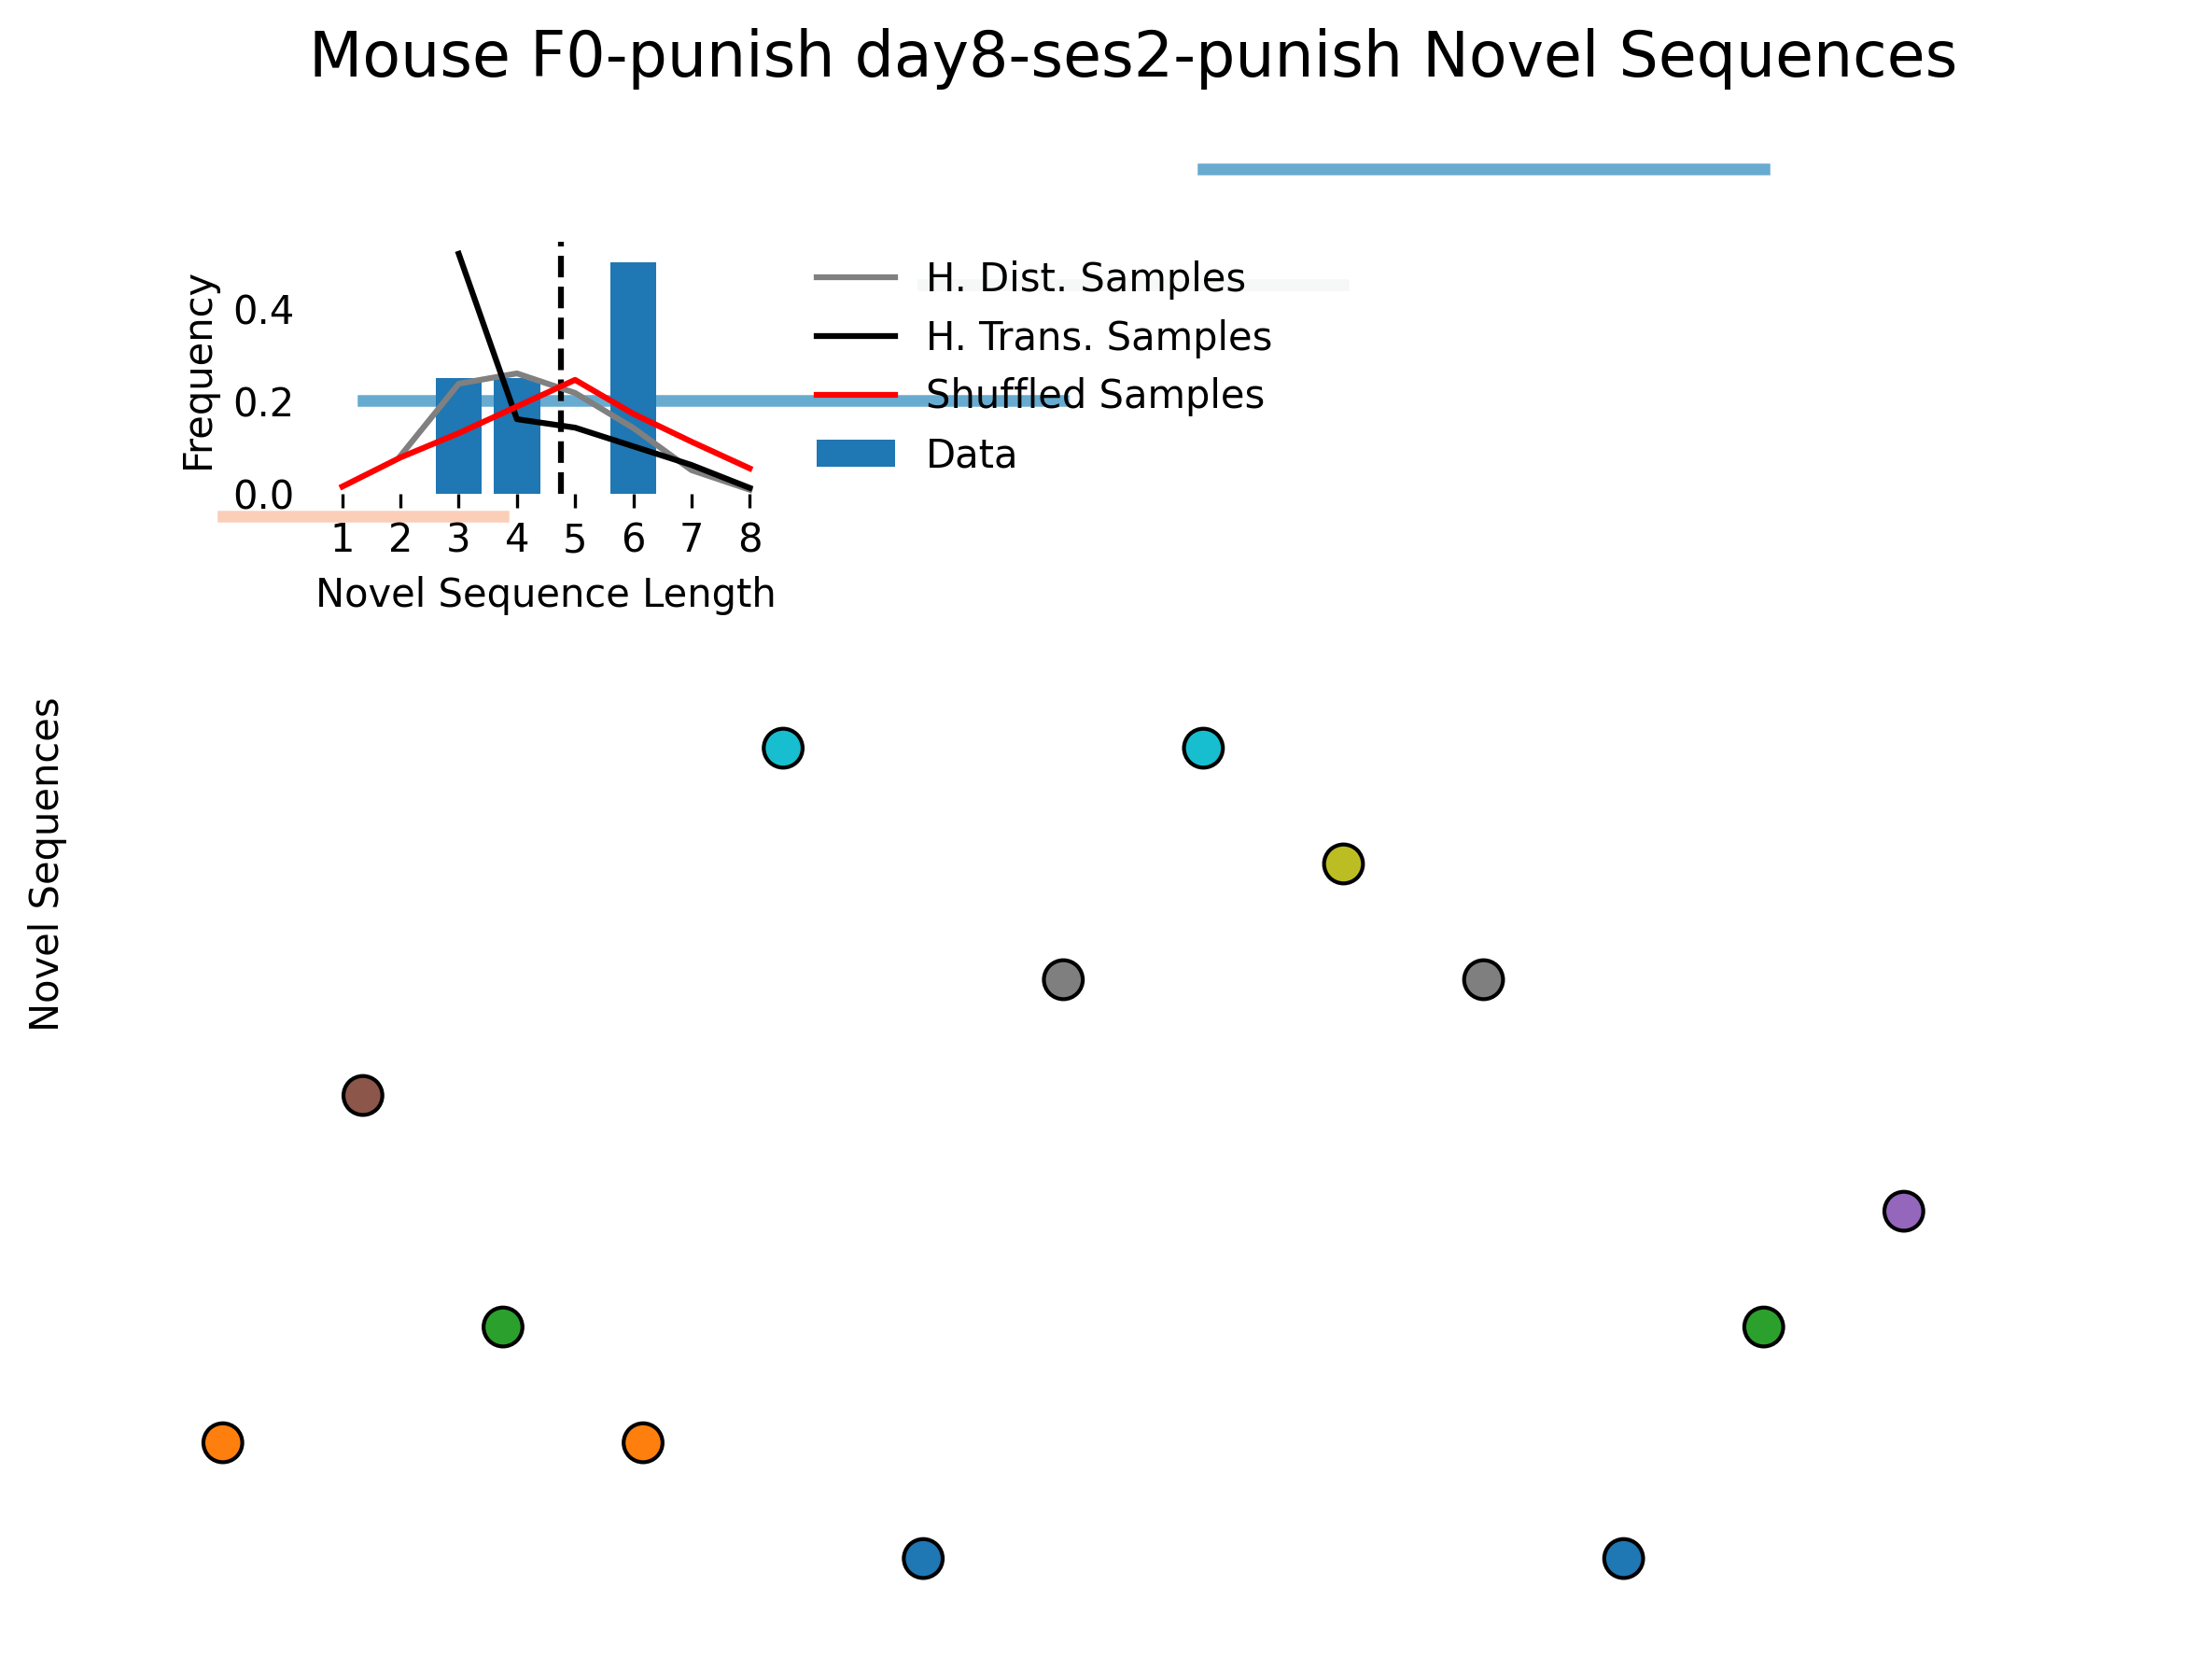 Mouse F0-punish day8-ses2-punish Novel Sequences
Frequency
0.4
0.2
0.0
1 2 3 4 5 6 7 8
Novel Sequence Length
H. Dist. Samples
H. Trans. Samples
Shuffled Samples
Data
Novel Sequences